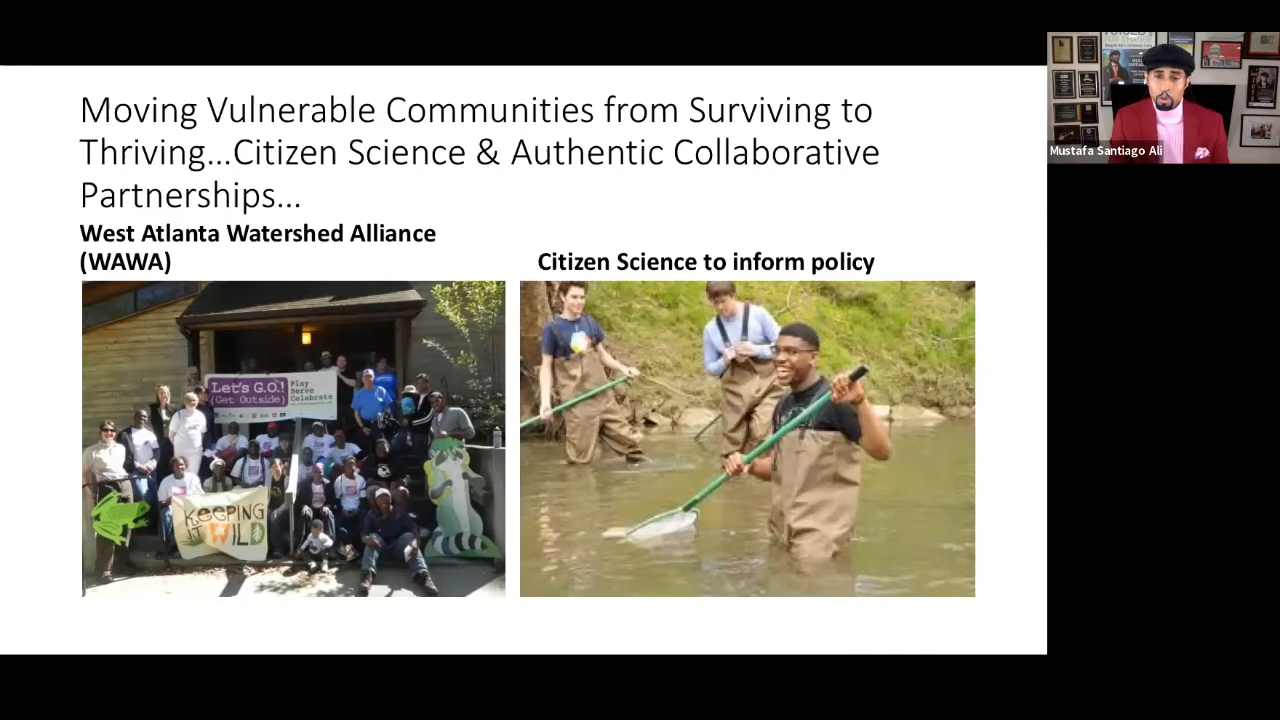 Moving Vulnerable Communities from Surviving to
Thriving...Citizen Science & Authentic Collaborative
Partnerships...
West Atlanta Watershed Alliance
(WAWA)
Citizen Science to inform policy
Let's G.O.!
(Get Outside)
Play
Serve
Celebrate
KEEPING
IT WILD
Mustafa Santiago Ali